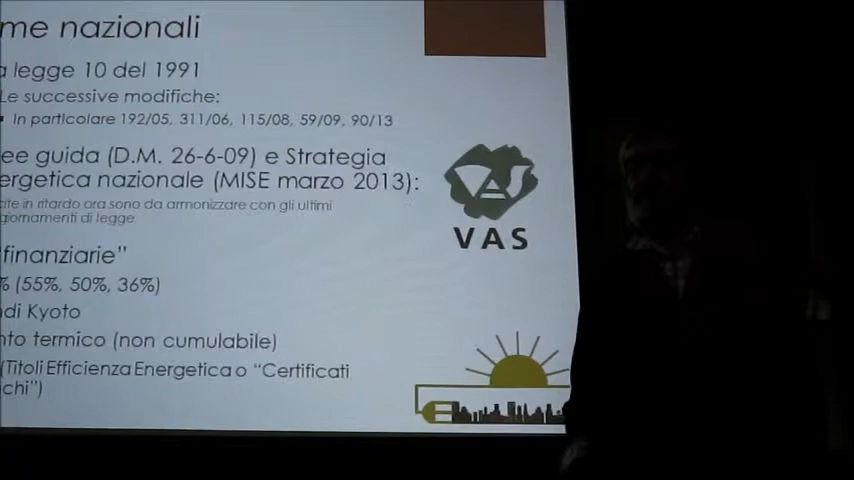 me nazionali
a legge 10 del 1991
Le successive modifiche:
In particolare 192/05, 311/06, 115/08, 59/09, 90/13
ee guida (D.M. 26-6-09) e Strategia
ergetica nazionale (MISE marzo 2013):
ate in ritardo ora sono da armonizzare con gli ultimi
giornamenti di legge
"finanziarie"
% (55%, 50%, 36%)
di Kyoto
nto termico (non cumulabile)
(Titoli Efficienza Energetica o "Certificati
chi")
VAS
VAS